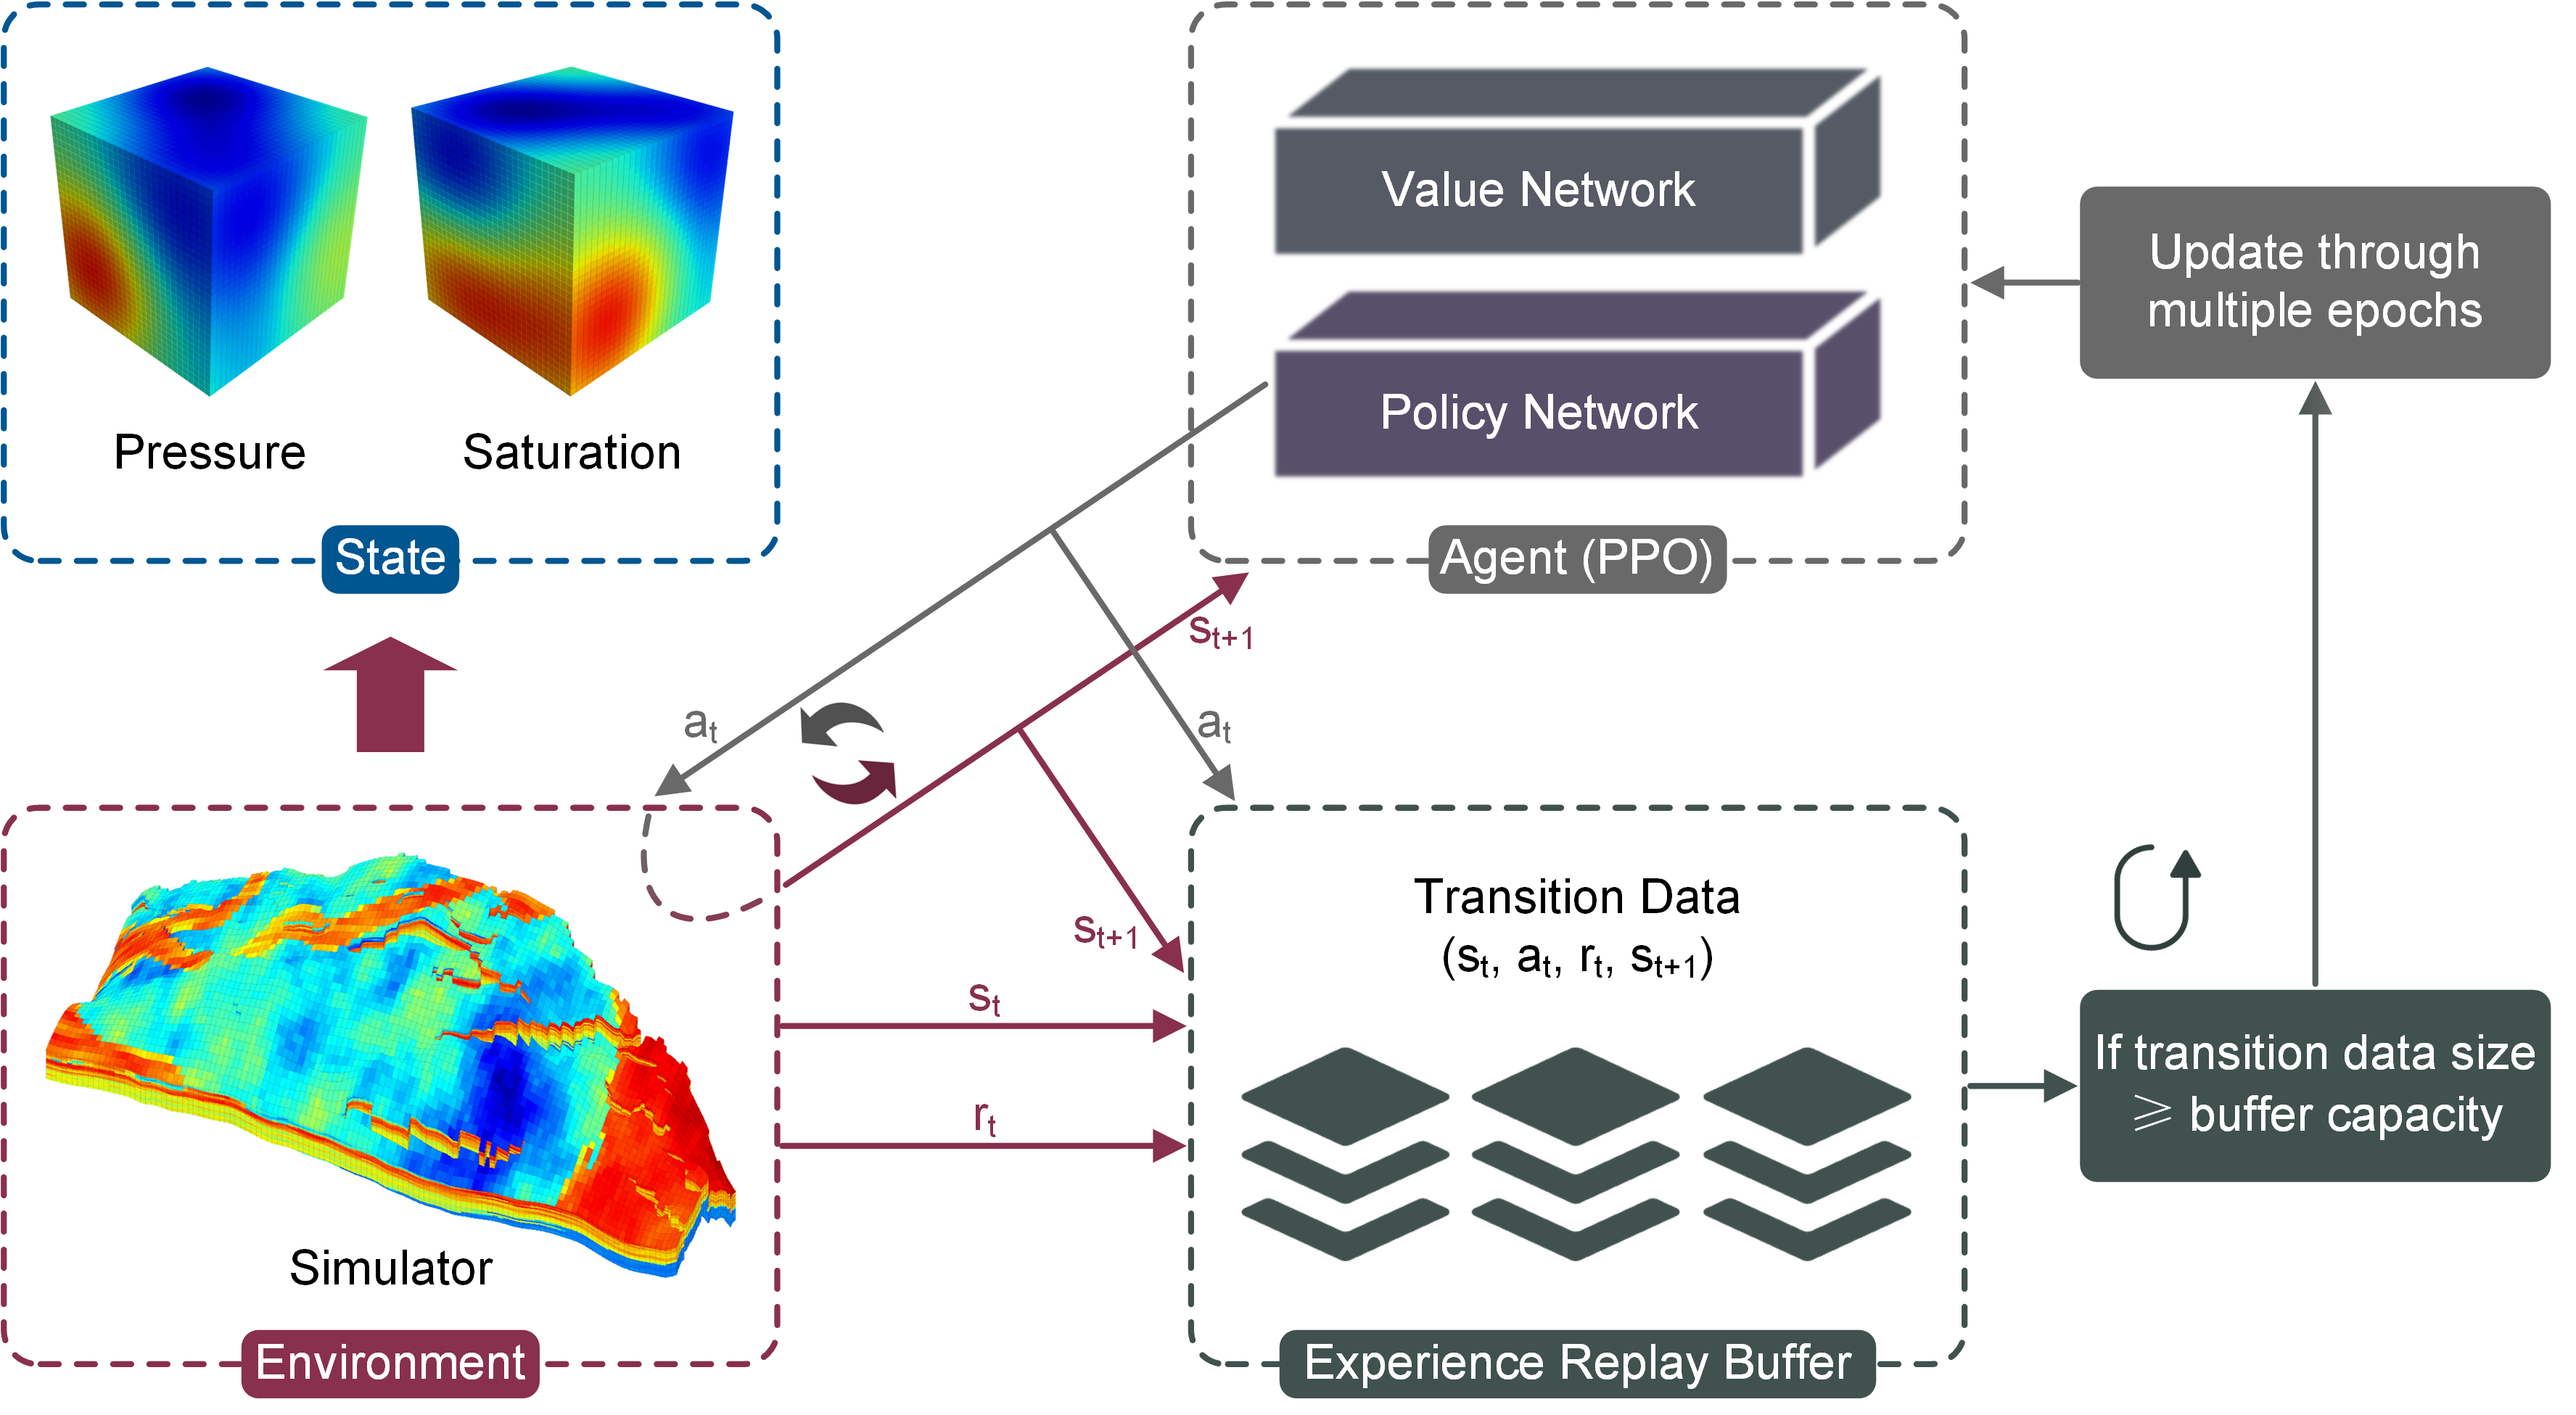 Pressure
Saturation
State
Value Network
Policy Network
Agent (PPO)
Update through
multiple epochs
s_{t+1}
a_t
a_t
s_{t+1}
s_t
r_t
Simulator
Environment
Transition Data
(s_t, a_t, r_t, s_{t+1})
Experience Replay Buffer
If transition data size
⩾ buffer capacity